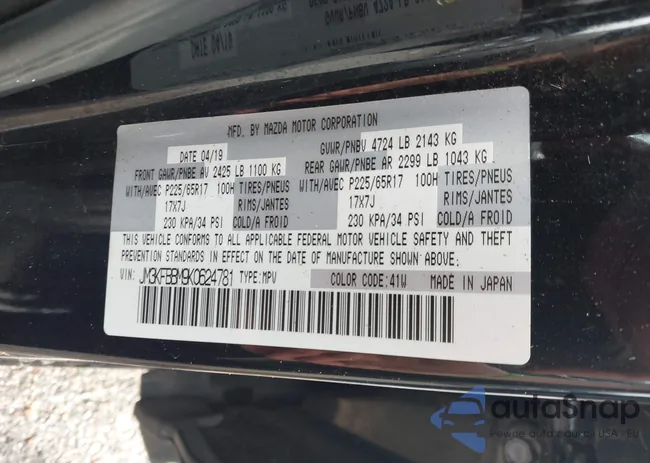 MFD. BY MAZDA MOTOR CORPORATION
DATE 04/19
GVWR/PNBV 4724 LB 2143 KG
FRONT GAWR/PNBE AV 2425 LB 1100 KG
REAR GAWR/PNBE AR 2299 LB 1043 KG
WITH/AVEC P225/65R17 100H TIRES/PNEUS
WITH/AVEC P225/65R17 100H TIRES/PNEUS
17X7J RIMS/JANTES
17X7J RIMS/JANTES
230 KPA/34 PSI COLD/A FROID
230 KPA/34 PSI COLD/A FROID
THIS VEHICLE CONFORMS TO ALL APPLICABLE FEDERAL MOTOR VEHICLE SAFETY AND THEFT
PREVENTION STANDARDS IN EFFECT ON THE DATE OF MANUFACTURE SHOWN ABOVE.
VIN: JM3KFBBM9K0624781 TYPE:MPV COLOR CODE:41W MADE IN JAPAN
autoSnap
Pewne auto z aukcji USA - EU